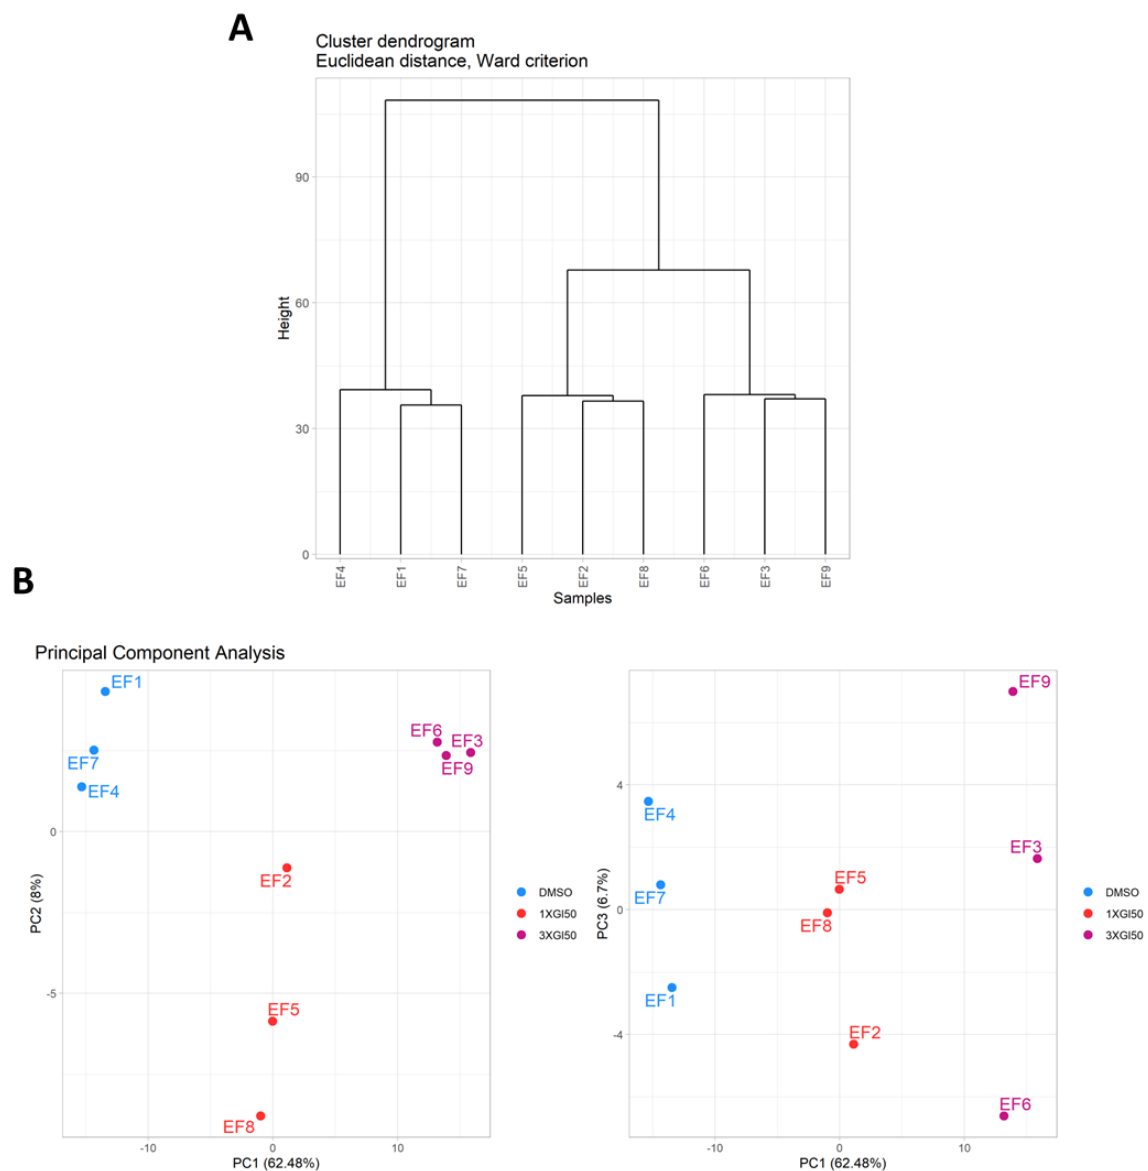 A
Cluster dendrogram
Euclidean distance, Ward criterion
Height
90
60
30
0
EF4
EF1
EF7
EF5
EF2
EF8
EF6
EF3
EF9
Samples
B
Principal Component Analysis
EF1
EF7
EF4
EF6
EF3
EF9
EF2
EF5
EF8
0
-5
PC2 (8%)
-10
0
10
PC1 (62.48%)
DMSO
1XGI50
3XGI50
EF9
EF4
EF3
EF7
EF5
EF8
EF1
EF2
EF6
4
0
-4
PC3 (6.7%)
-10
0
10
PC1 (62.48%)
DMSO
1XGI50
3XGI50